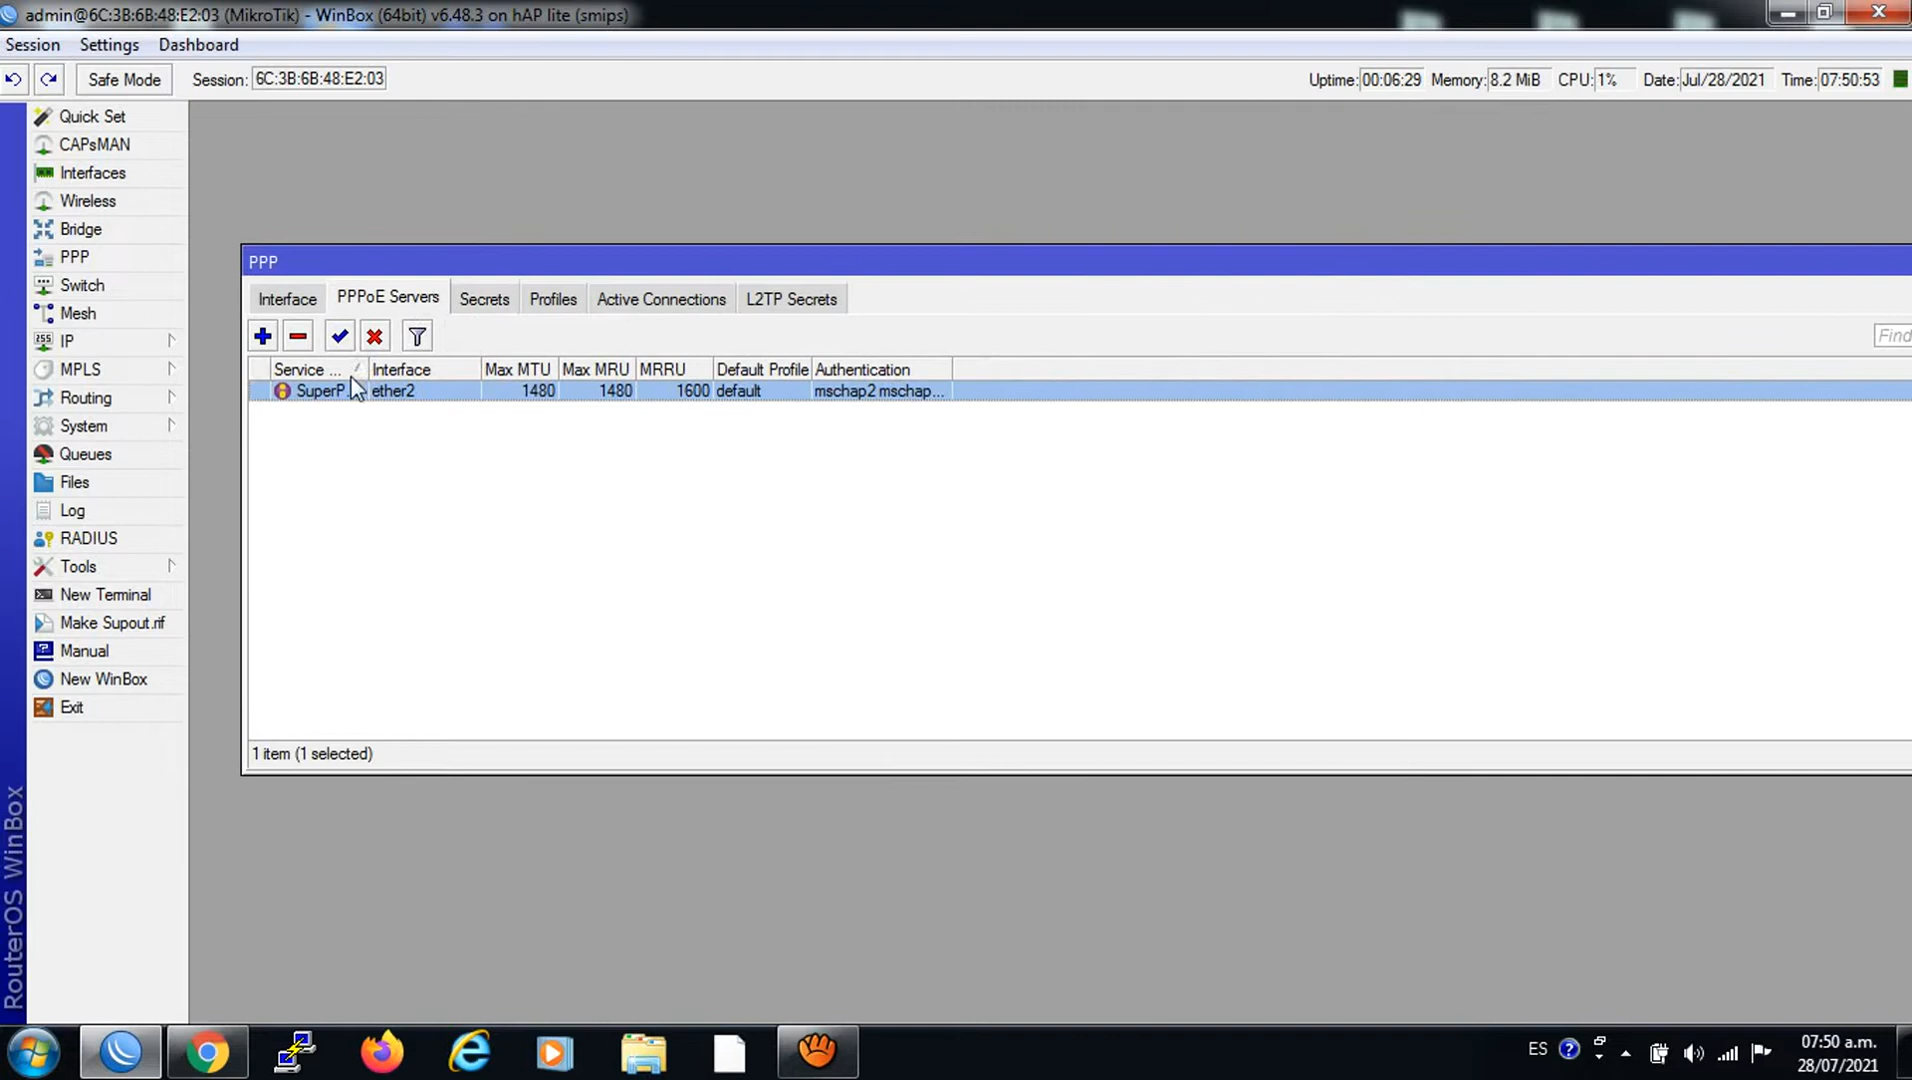 admin@6C:3B:6B:48:E2:03 (MikroTik) - WinBox (64bit) v6.48.3 on hAP lite (smips)
Session Settings Dashboard
Safe Mode Session: 6C:3B:6B:48:E2:03 Uptime: 00:06:29 Memory: 8.2 MiB CPU: 1% Date: Jul/28/2021 Time: 07:50:53
Quick Set
CAPsMAN
Interfaces
Wireless
Bridge
PPP
Switch
Mesh
255 IP
MPLS
Routing
System
Queues
Files
Log
RADIUS
Tools
New Terminal
Make Supout.rif
Manual
New WinBox
Exit
RouterOS WinBox
PPP
Interface PPPoE Servers Secrets Profiles Active Connections L2TP Secrets
Find
Service ... Interface Max MTU Max MRU MRRU Default Profile Authentication
SuperP... ether2 1480 1480 1600 default mschap2 mschap...
1 item (1 selected)
ES 07:50 a.m.
28/07/2021